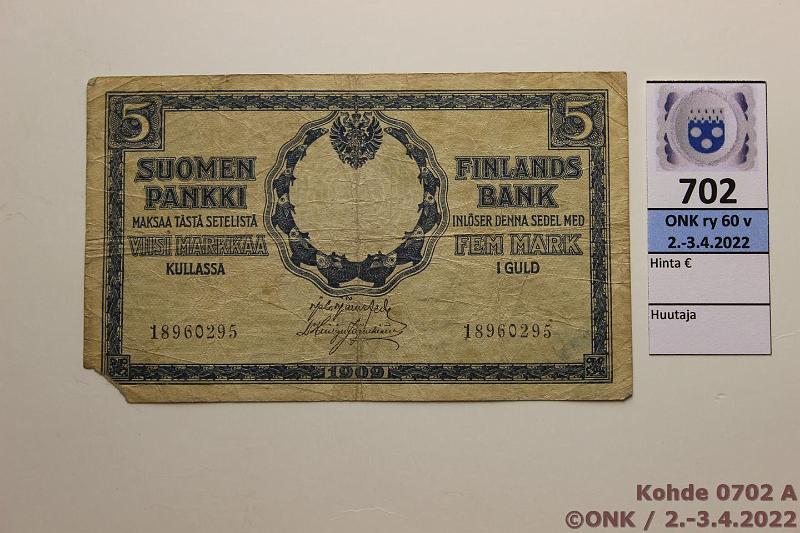 5 5
SUOMEN
PANKKI
MAKSAA TÄSTÄ SETELISTÄ
VIISI MARKKAA
KULLASSA
FINLANDS
BANK
INLÖSER DENNA SEDEL MED
FEM MARK
I GULD
18960295 18960295
1909
702
ONK ry 60 v
2.-3.4.2022
Hinta €
Huutaja
Kohde 0702 A
©ONK / 2.-3.4.2022